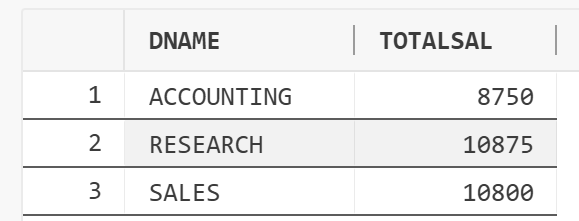 DNAME TOTALSAL
1 ACCOUNTING 8750
2 RESEARCH 10875
3 SALES 10800